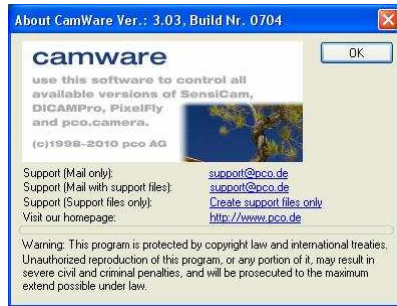 About CamWare Ver.: 3.03, Build Nr. 0704
OK
camware
use this software to control all
available versions of SensiCam,
DICAMPro, PixelFly
and pco.camera.
(c)1998-2010 pco AG
Support (Mail only): support@pco.de
Support (Mail with support files): support@pco.de
Support (Support files only): Create support files only
Visit our homepage: http://www.pco.de
Warning: This program is protected by copyright law and international treaties.
Unauthorized reproduction of this program, or any portion of it, may result in
severe civil and criminal penalties, and will be prosecuted to the maximum
extend possible under law.